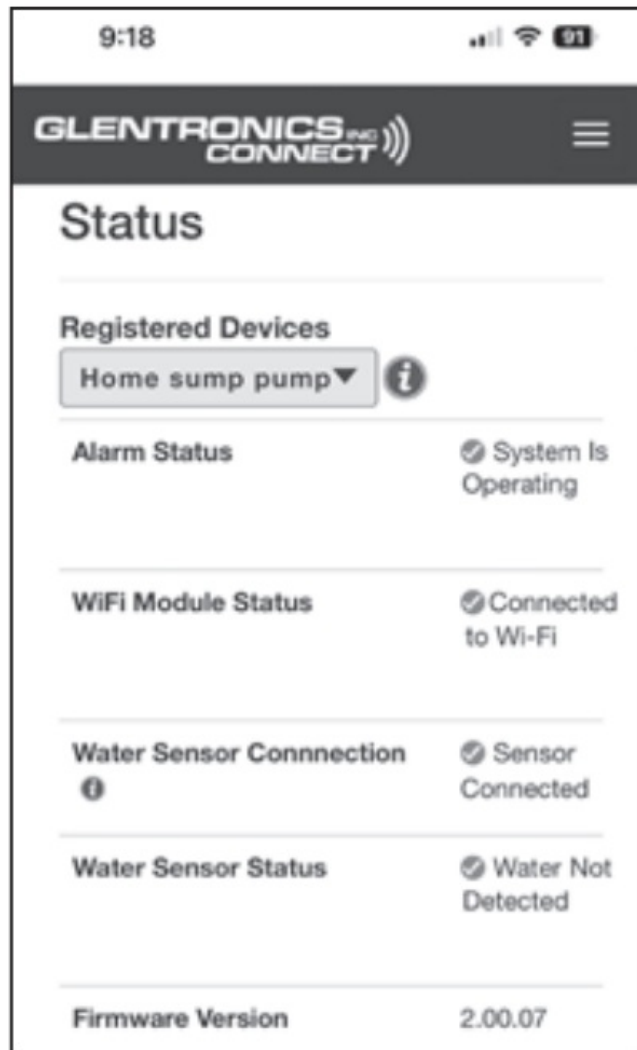 9:18
91
GLENTRONICS INC
CONNECT
Status
Registered Devices
Home sump pump
Alarm Status
System Is
Operating
WiFi Module Status
Connected
to Wi-Fi
Water Sensor Connnection
Sensor
Connected
Water Sensor Status
Water Not
Detected
Firmware Version
2.00.07